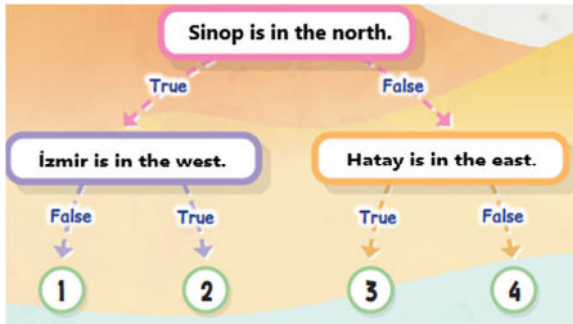 Sinop is in the north.
True
False
İzmir is in the west.
Hatay is in the east.
False
True
True
False
1
2
3
4